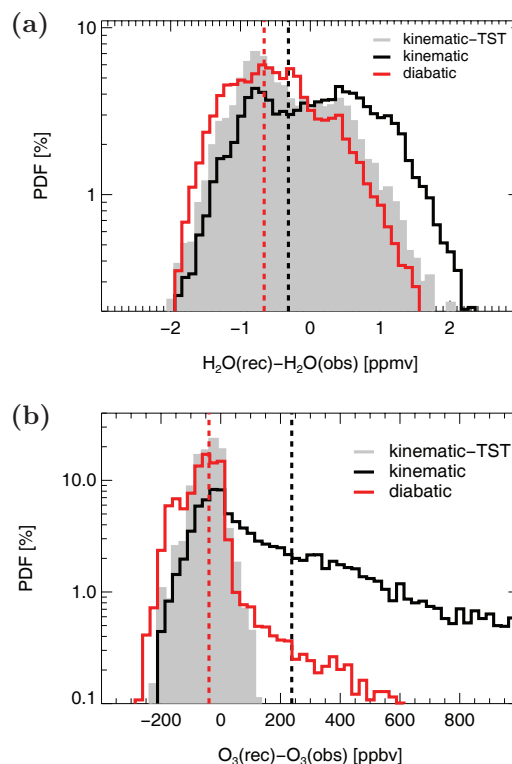 (a)
10
1
PDF [%]
kinematic−TST
kinematic
diabatic
−2 −1 0 1 2
H₂O(rec)−H₂O(obs) [ppmv]
(b)
10.0
1.0
0.1
PDF [%]
kinematic−TST
kinematic
diabatic
−200 0 200 400 600 800
O₃(rec)−O₃(obs) [ppbv]